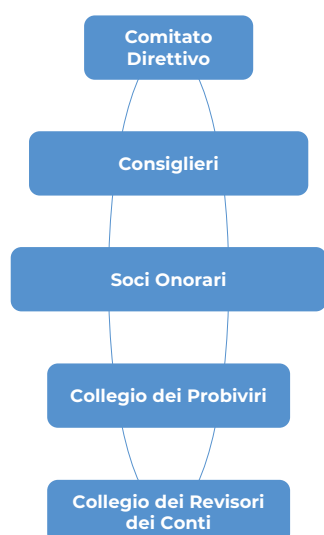 Comitato
Direttivo
Consiglieri
Soci Onorari
Collegio dei Probiviri
Collegio dei Revisori
dei Conti